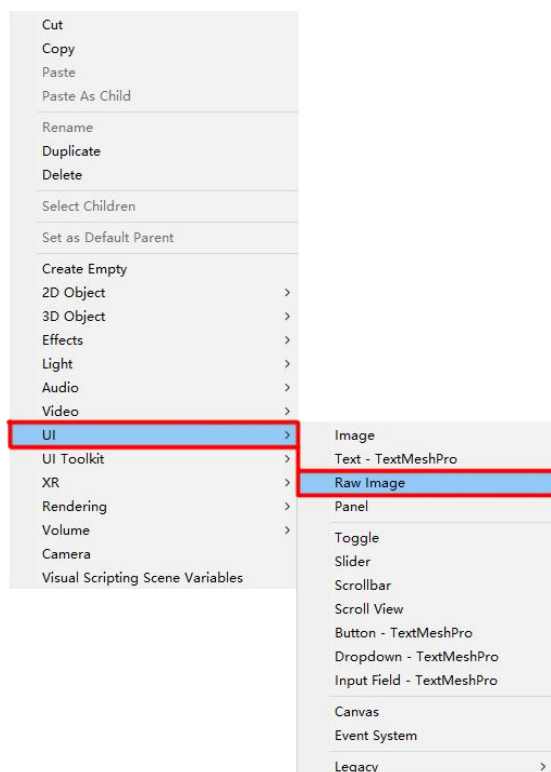 Cut
Copy
Paste
Paste As Child
Rename
Duplicate
Delete
Select Children
Set as Default Parent
Create Empty
2D Object
3D Object
Effects
Light
Audio
Video
UI
UI Toolkit
XR
Rendering
Volume
Camera
Visual Scripting Scene Variables
Image
Text - TextMeshPro
Raw Image
Panel
Toggle
Slider
Scrollbar
Scroll View
Button - TextMeshPro
Dropdown - TextMeshPro
Input Field - TextMeshPro
Canvas
Event System
Legacy